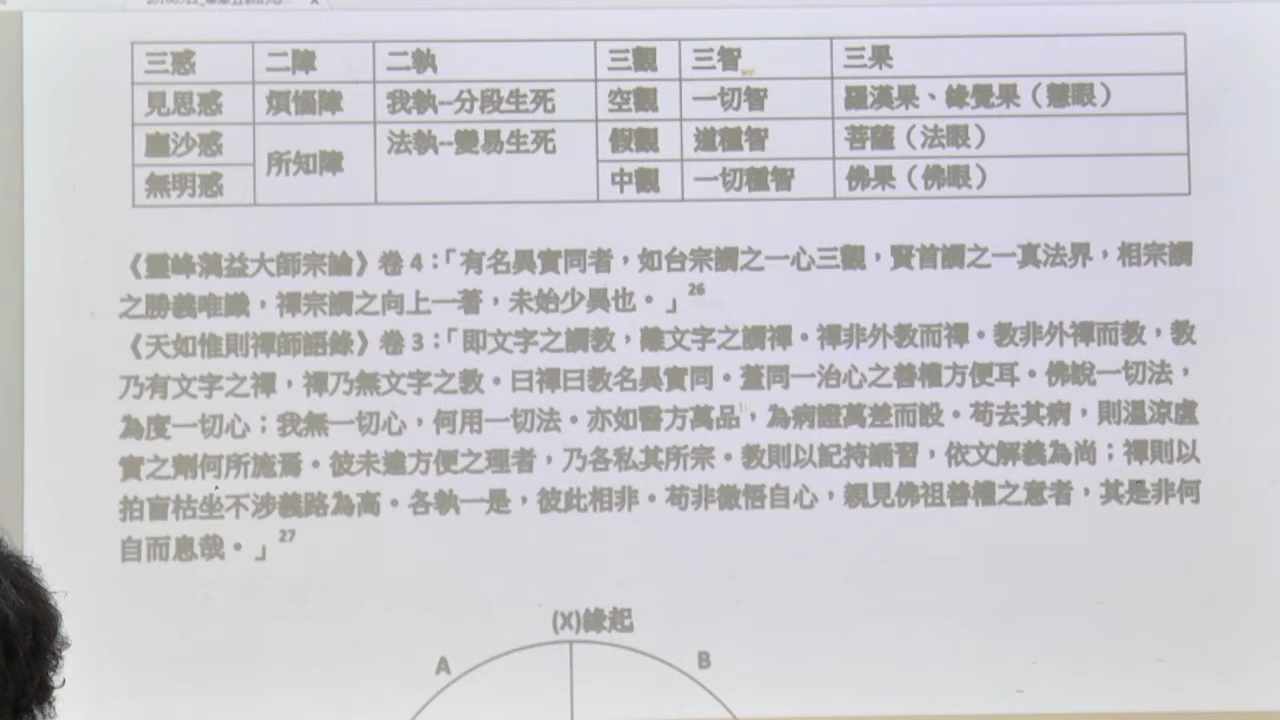 三惑 二障 二執 三觀 三智 三果
見思惑 煩惱障 我執--分段生死 空觀 一切智 羅漢果、緣覺果（慧眼）
塵沙惑 所知障 法執--變易生死 假觀 道種智 菩薩（法眼）
無明惑 中觀 一切種智 佛果（佛眼）
《靈峰蕅益大師宗論》卷 4：「有名異實同者，如台宗謂之一心三觀，賢首謂之一真法界，相宗謂
之勝義唯識，禪宗謂之向上一著，未始少異也。」26
《天如惟則禪師語錄》卷 3：「即文字之謂教，離文字之謂禪。禪非外教而禪。教非外禪而教，教
乃有文字之禪，禪乃無文字之教。曰禪曰教名異實同。蓋同一治心之善權方便耳。佛說一切法，
為度一切心；我無一切心，何用一切法。亦如醫方萬品，為病證萬差而設。苟去其病，則溫涼虛
實之劑何所施焉。彼未達方便之理者，乃各私其所宗。教則以記持誦習，依文解義為尚；禪則以
拍盲枯坐不涉義路為高。各執一是，彼此相非。苟非徹悟自心，親見佛祖善權之意者，其是非何
自而息哉。」27
(X)緣起
A B